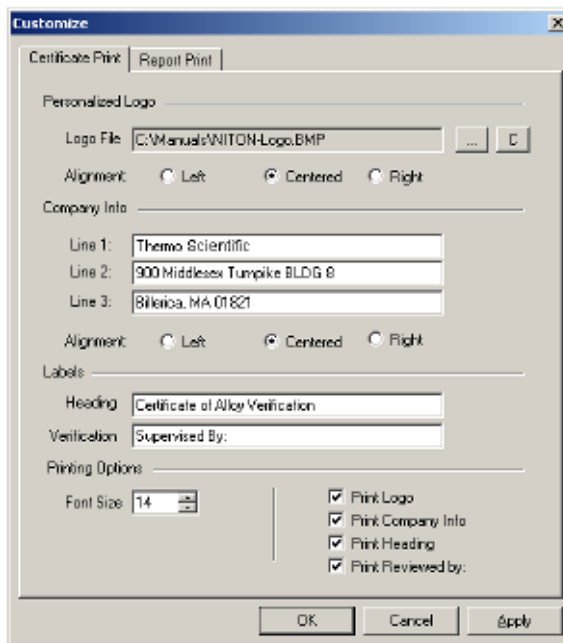 Customize
Certificate Print Report Print
Personalized Logo
Logo File C:\Manuals\NITON-Logo.BMP ... C
Alignment: Left Centered Right
Company Info
Line 1: Thermo Scientific
Line 2: 900 Middlesex Turnpike BLDG 8
Line 3: Billerica, MA 01821
Alignment: Left Centered Right
Labels
Heading Certificate of Alloy Verification
Verification Supervised By:
Printing Options
Font Size 14
Print Logo
Print Company Info
Print Heading
Print Reviewed by:
OK Cancel Apply